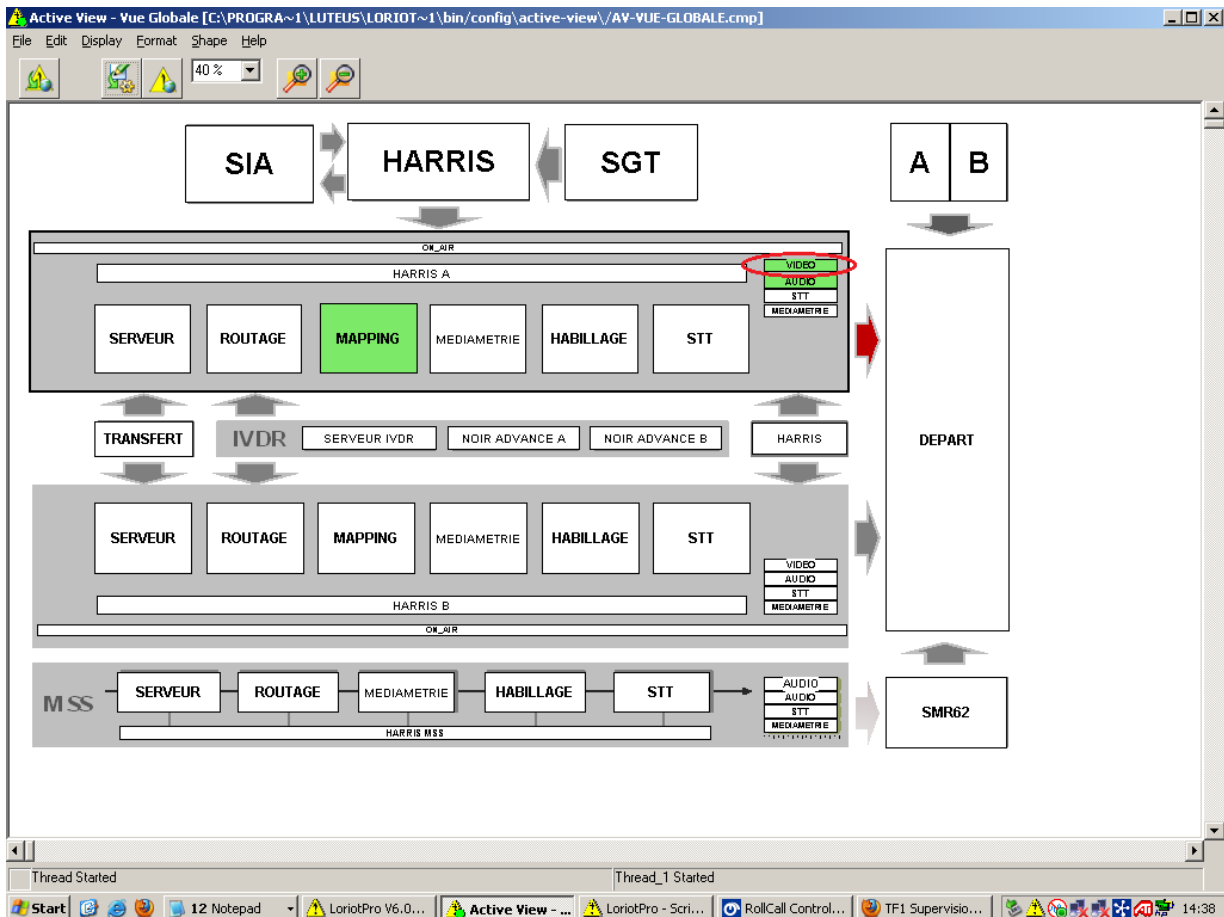 Active View - Vue Globale [C:\PROGRA~1\LUTEUS\LORIOT~1\bin/config\active-view\/AV-VUE-GLOBALE.cmp]
File Edit Display Format Shape Help
40 %
SIA
HARRIS
SGT
A
B
ON_AIR
HARRIS A
VIDEO
AUDIO
STT
MEDIAMETRIE
SERVEUR
ROUTAGE
MAPPING
MEDIAMETRIE
HABILLAGE
STT
TRANSFERT
IVDR
SERVEUR IVDR
NOIR ADVANCE A
NOIR ADVANCE B
HARRIS
DEPART
SERVEUR
ROUTAGE
MAPPING
MEDIAMETRIE
HABILLAGE
STT
VIDEO
AUDIO
STT
MEDIAMETRIE
HARRIS B
ON_AIR
MSS
SERVEUR
ROUTAGE
MEDIAMETRIE
HABILLAGE
STT
AUDIO
AUDIO
STT
MEDIAMETRIE
HARRIS MSS
SMR62
Thread Started
Thread_1 Started
Start
12 Notepad
LoriotPro V6.0...
Active View - ...
LoriotPro - Scri...
RollCall Control...
TF1 Supervisio...
14:38